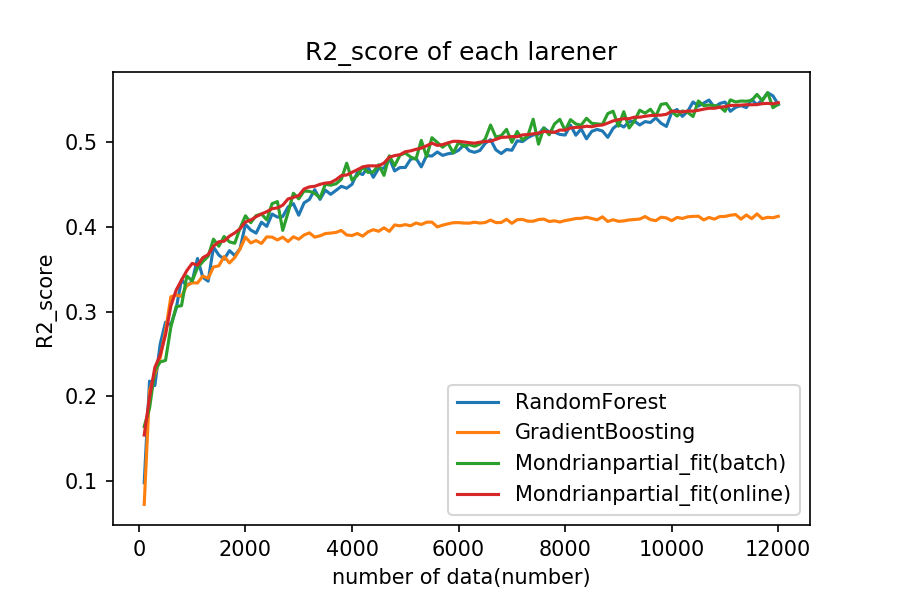 R2_score of each larener
R2_score
0.5
0.4
0.3
0.2
0.1
RandomForest
GradientBoosting
Mondrianpartial_fit(batch)
Mondrianpartial_fit(online)
0 2000 4000 6000 8000 10000 12000
number of data(number)